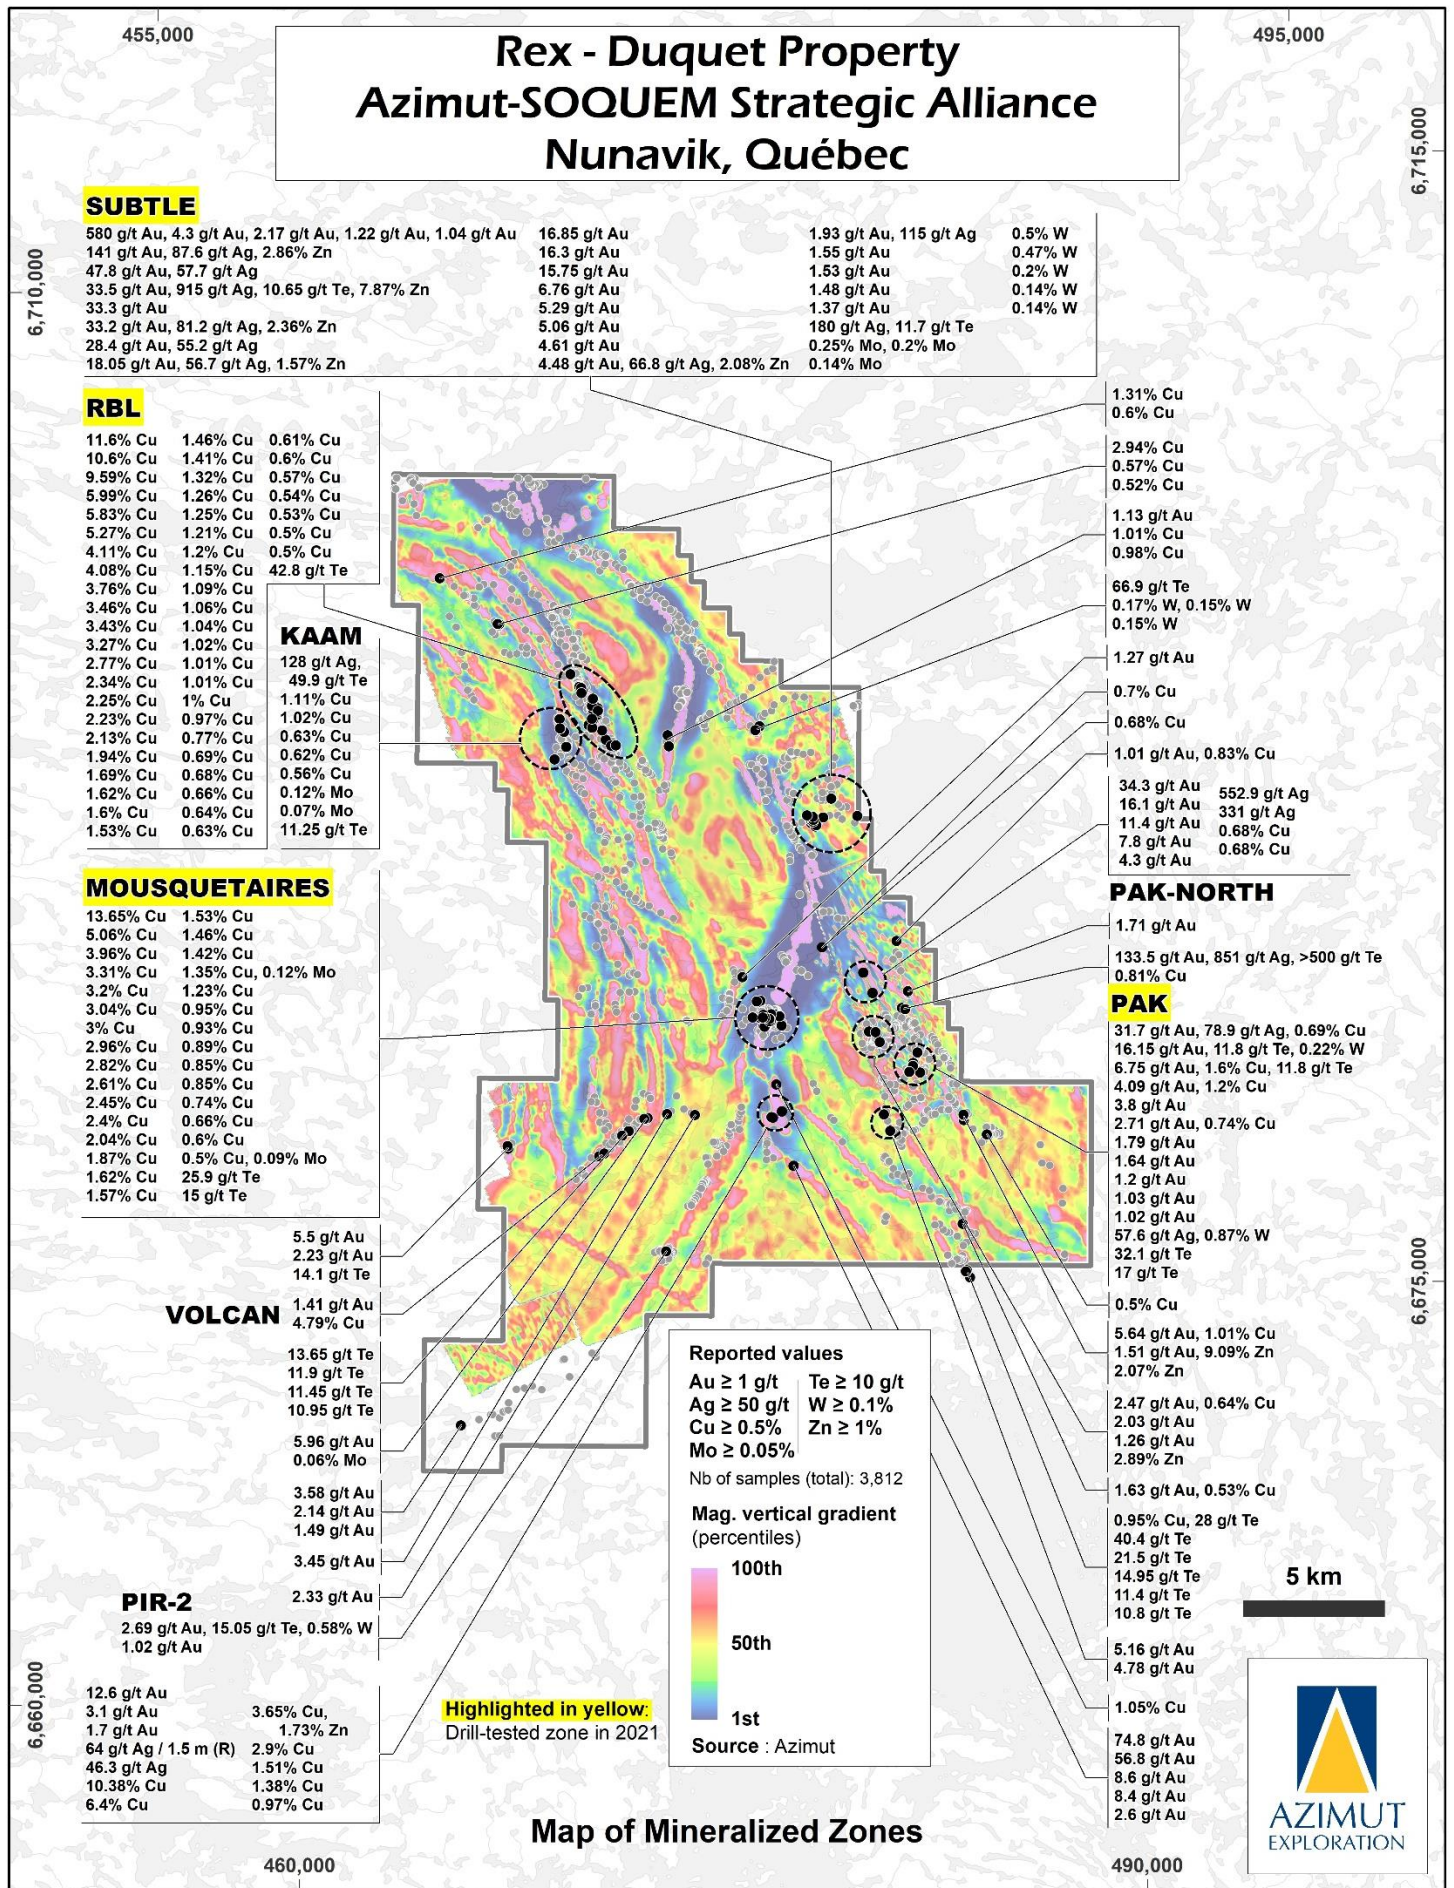 455,000
495,000
Rex - Duquet Property
Azimut-SOQUEM Strategic Alliance
Nunavik, Québec
6,715,000
6,710,000
SUBTLE
580 g/t Au, 4.3 g/t Au, 2.17 g/t Au, 1.22 g/t Au, 1.04 g/t Au
141 g/t Au, 87.6 g/t Ag, 2.86% Zn
47.8 g/t Au, 57.7 g/t Ag
33.5 g/t Au, 915 g/t Ag, 10.65 g/t Te, 7.87% Zn
33.3 g/t Au
33.2 g/t Au, 81.2 g/t Ag, 2.36% Zn
28.4 g/t Au, 55.2 g/t Ag
18.05 g/t Au, 56.7 g/t Ag, 1.57% Zn
16.85 g/t Au
16.3 g/t Au
15.75 g/t Au
6.76 g/t Au
5.29 g/t Au
5.06 g/t Au
4.61 g/t Au
4.48 g/t Au, 66.8 g/t Ag, 2.08% Zn
1.93 g/t Au, 115 g/t Ag
1.55 g/t Au
1.53 g/t Au
1.48 g/t Au
1.37 g/t Au
180 g/t Ag, 11.7 g/t Te
0.25% Mo, 0.2% Mo
0.14% Mo
0.5% W
0.47% W
0.2% W
0.14% W
0.14% W
RBL
11.6% Cu
10.6% Cu
9.59% Cu
5.99% Cu
5.83% Cu
5.27% Cu
4.11% Cu
4.08% Cu
3.76% Cu
3.46% Cu
3.43% Cu
3.27% Cu
2.77% Cu
2.34% Cu
2.25% Cu
2.23% Cu
2.13% Cu
1.94% Cu
1.69% Cu
1.62% Cu
1.6% Cu
1.53% Cu
1.46% Cu
1.41% Cu
1.32% Cu
1.26% Cu
1.25% Cu
1.21% Cu
1.2% Cu
1.15% Cu
1.09% Cu
1.06% Cu
1.04% Cu
1.02% Cu
1.01% Cu
1.01% Cu
1% Cu
0.97% Cu
0.77% Cu
0.69% Cu
0.68% Cu
0.66% Cu
0.64% Cu
0.63% Cu
0.61% Cu
0.6% Cu
0.57% Cu
0.54% Cu
0.53% Cu
0.5% Cu
0.5% Cu
42.8 g/t Te
KAAM
128 g/t Ag,
49.9 g/t Te
1.11% Cu
1.02% Cu
0.63% Cu
0.62% Cu
0.56% Cu
0.12% Mo
0.07% Mo
11.25 g/t Te
MOUSQUETAIRES
13.65% Cu
5.06% Cu
3.96% Cu
3.31% Cu
3.2% Cu
3.04% Cu
3% Cu
2.96% Cu
2.82% Cu
2.61% Cu
2.45% Cu
2.4% Cu
2.04% Cu
1.87% Cu
1.62% Cu
1.57% Cu
1.53% Cu
1.46% Cu
1.42% Cu
1.35% Cu, 0.12% Mo
1.23% Cu
0.95% Cu
0.93% Cu
0.89% Cu
0.85% Cu
0.85% Cu
0.74% Cu
0.66% Cu
0.6% Cu
0.5% Cu, 0.09% Mo
25.9 g/t Te
15 g/t Te
5.5 g/t Au
2.23 g/t Au
14.1 g/t Te
VOLCAN
1.41 g/t Au
4.79% Cu
13.65 g/t Te
11.9 g/t Te
11.45 g/t Te
10.95 g/t Te
5.96 g/t Au
0.06% Mo
3.58 g/t Au
2.14 g/t Au
1.49 g/t Au
3.45 g/t Au
2.33 g/t Au
PIR-2
2.69 g/t Au, 15.05 g/t Te, 0.58% W
1.02 g/t Au
6,660,000
12.6 g/t Au
3.1 g/t Au
1.7 g/t Au
64 g/t Ag / 1.5 m (R)
46.3 g/t Ag
10.38% Cu
6.4% Cu
3.65% Cu,
1.73% Zn
2.9% Cu
1.51% Cu
1.38% Cu
0.97% Cu
1.31% Cu
0.6% Cu
2.94% Cu
0.57% Cu
0.52% Cu
1.13 g/t Au
1.01% Cu
0.98% Cu
66.9 g/t Te
0.17% W, 0.15% W
0.15% W
1.27 g/t Au
0.7% Cu
0.68% Cu
1.01 g/t Au, 0.83% Cu
34.3 g/t Au
16.1 g/t Au
11.4 g/t Au
7.8 g/t Au
4.3 g/t Au
552.9 g/t Ag
331 g/t Ag
0.68% Cu
0.68% Cu
PAK-NORTH
1.71 g/t Au
133.5 g/t Au, 851 g/t Ag, >500 g/t Te
0.81% Cu
PAK
31.7 g/t Au, 78.9 g/t Ag, 0.69% Cu
16.15 g/t Au, 11.8 g/t Te, 0.22% W
6.75 g/t Au, 1.6% Cu, 11.8 g/t Te
4.09 g/t Au, 1.2% Cu
3.8 g/t Au
2.71 g/t Au, 0.74% Cu
1.79 g/t Au
1.64 g/t Au
1.2 g/t Au
1.03 g/t Au
1.02 g/t Au
57.6 g/t Ag, 0.87% W
32.1 g/t Te
17 g/t Te
6,675,000
0.5% Cu
5.64 g/t Au, 1.01% Cu
1.51 g/t Au, 9.09% Zn
2.07% Zn
2.47 g/t Au, 0.64% Cu
2.03 g/t Au
1.26 g/t Au
2.89% Zn
1.63 g/t Au, 0.53% Cu
0.95% Cu, 28 g/t Te
40.4 g/t Te
21.5 g/t Te
14.95 g/t Te
11.4 g/t Te
10.8 g/t Te
5.16 g/t Au
4.78 g/t Au
1.05% Cu
74.8 g/t Au
56.8 g/t Au
8.6 g/t Au
8.4 g/t Au
2.6 g/t Au
Reported values
Au ≥ 1 g/t
Ag ≥ 50 g/t
Cu ≥ 0.5%
Mo ≥ 0.05%
Te ≥ 10 g/t
W ≥ 0.1%
Zn ≥ 1%
Nb of samples (total): 3,812
Mag. vertical gradient
(percentiles)
100th
50th
1st
Source : Azimut
Highlighted in yellow:
Drill-tested zone in 2021
5 km
AZIMUT
EXPLORATION
Map of Mineralized Zones
460,000
490,000